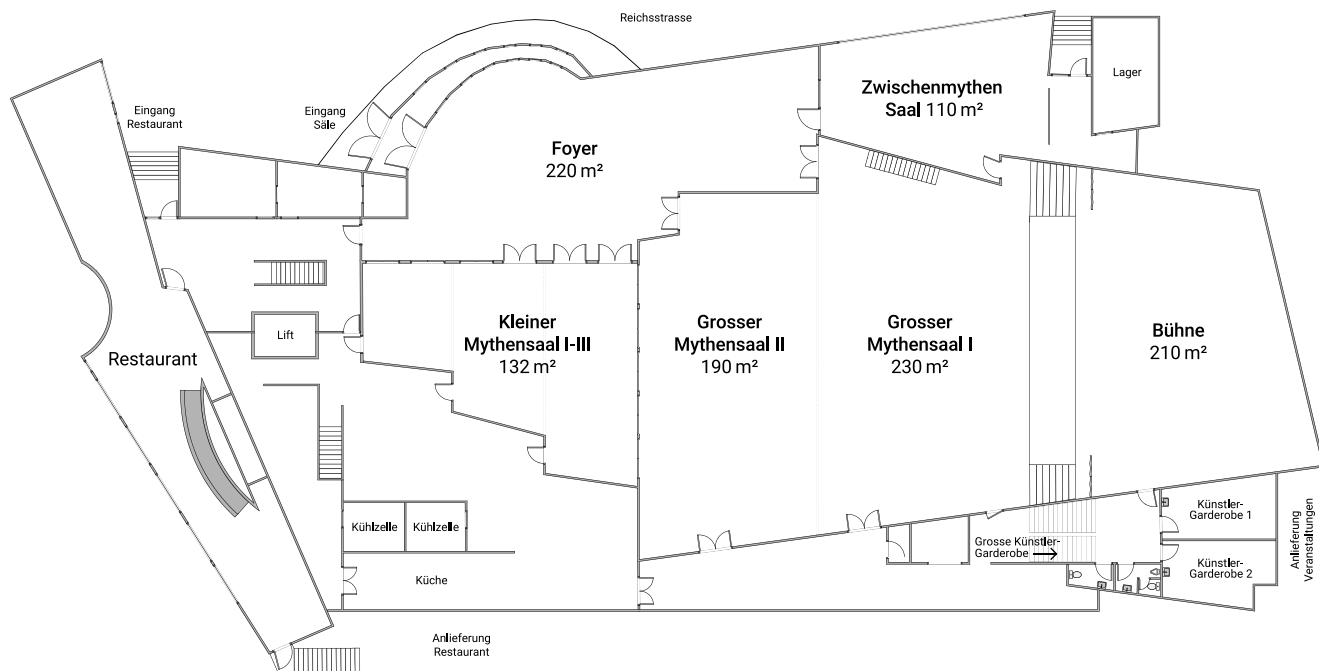 Reichsstrasse
Eingang
Restaurant
Eingang
Säle
Foyer
220 m²
Zwischenmythen
Saal 110 m²
Lager
Lift
Restaurant
Kleiner
Mythensaal I-III
132 m²
Grosser
Mythensaal II
190 m²
Grosser
Mythensaal I
230 m²
Bühne
210 m²
Kühlzelle
Kühlzelle
Küche
Grosse Künstler-
Garderobe
Künstler-
Garderobe 1
Künstler-
Garderobe 2
Anlieferung
Veranstaltungen
Anlieferung
Restaurant